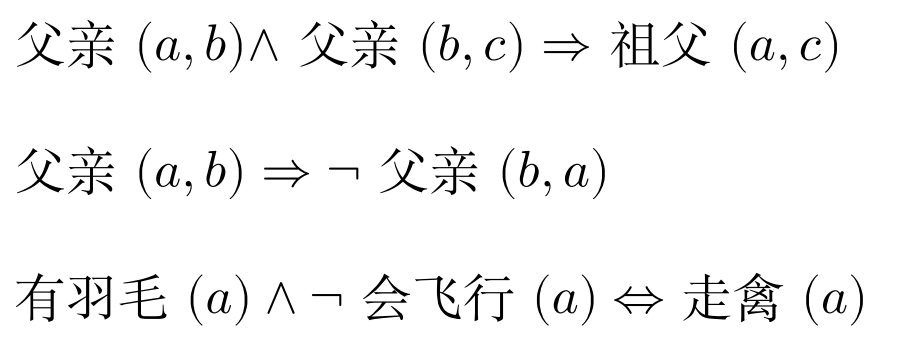 父亲 (a, b)∧ 父亲 (b, c) ⇒ 祖父 (a, c)
父亲 (a, b) ⇒ ¬ 父亲 (b, a)
有羽毛 (a) ∧ ¬ 会飞行 (a) ⇔ 走禽 (a)